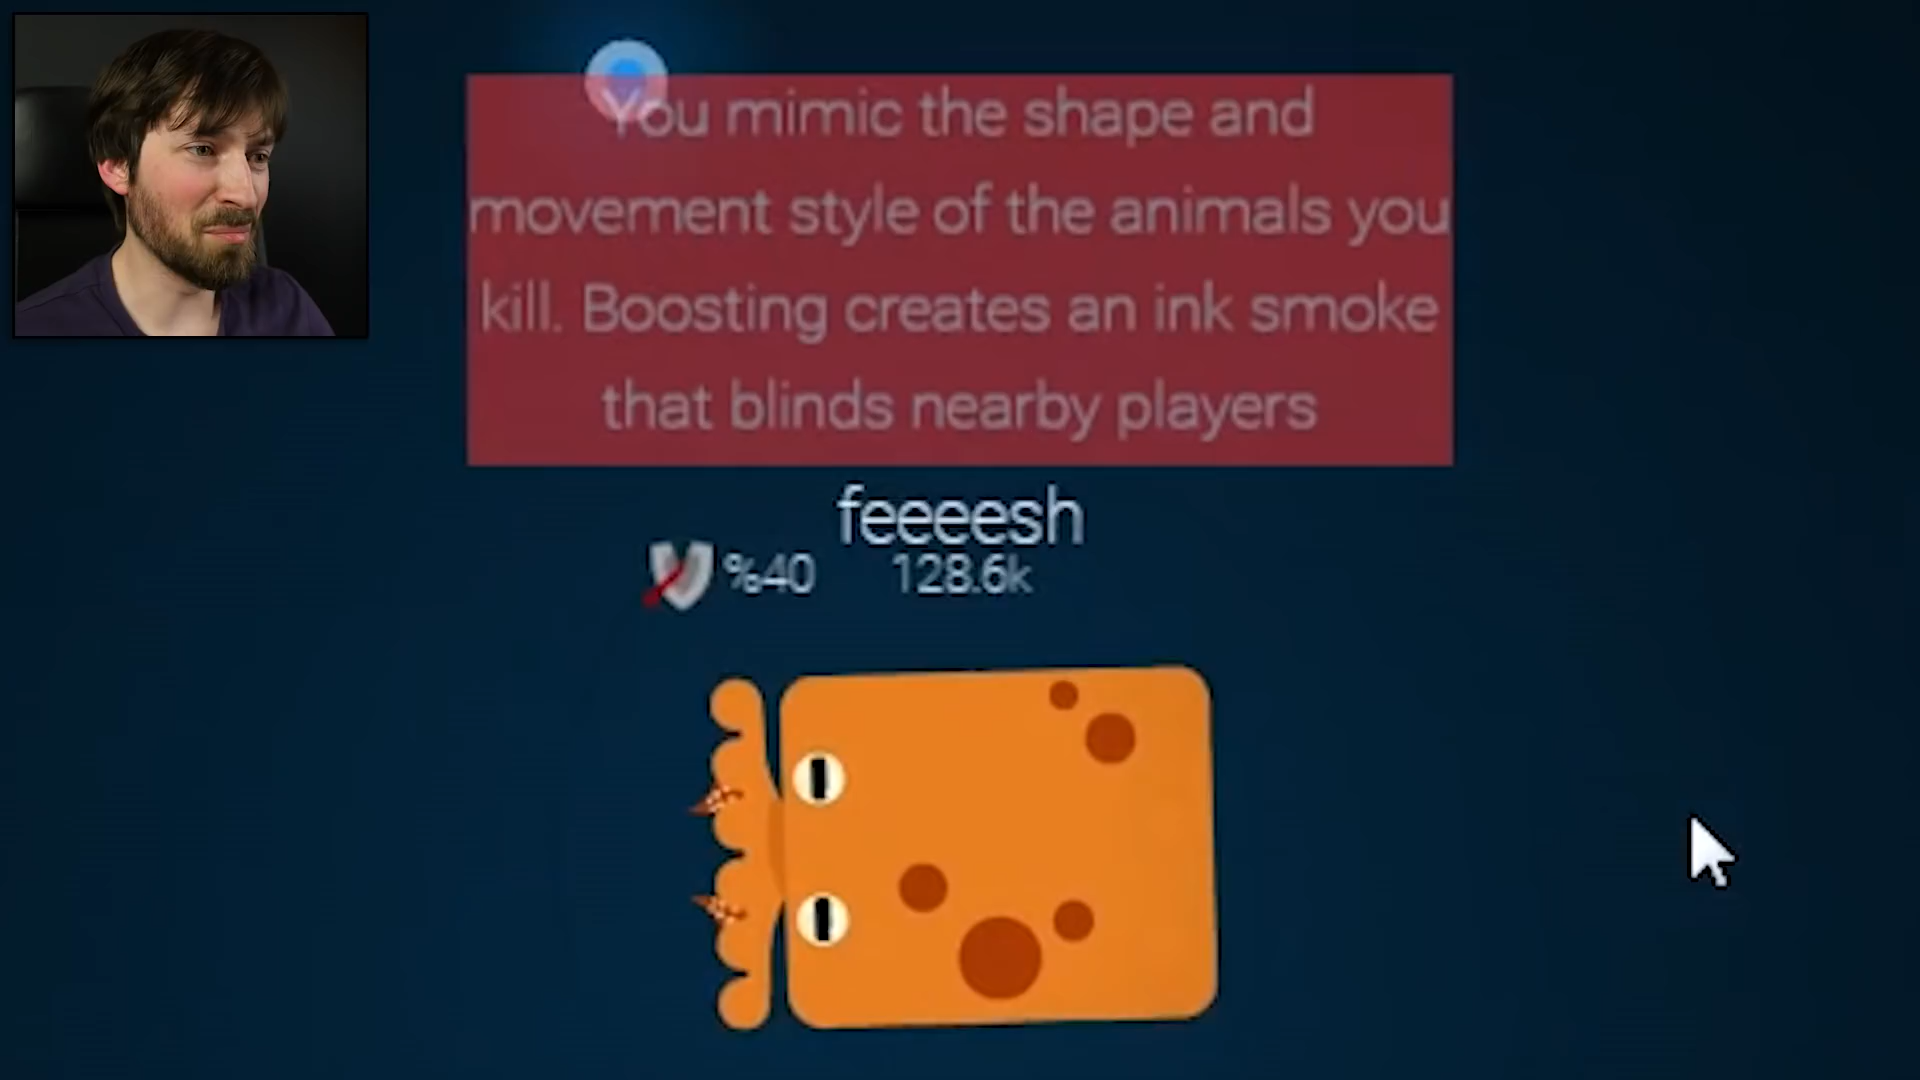 You mimic the shape and
movement style of the animals you
kill. Boosting creates an ink smoke
that blinds nearby players
feeeesh
%40 128.6k